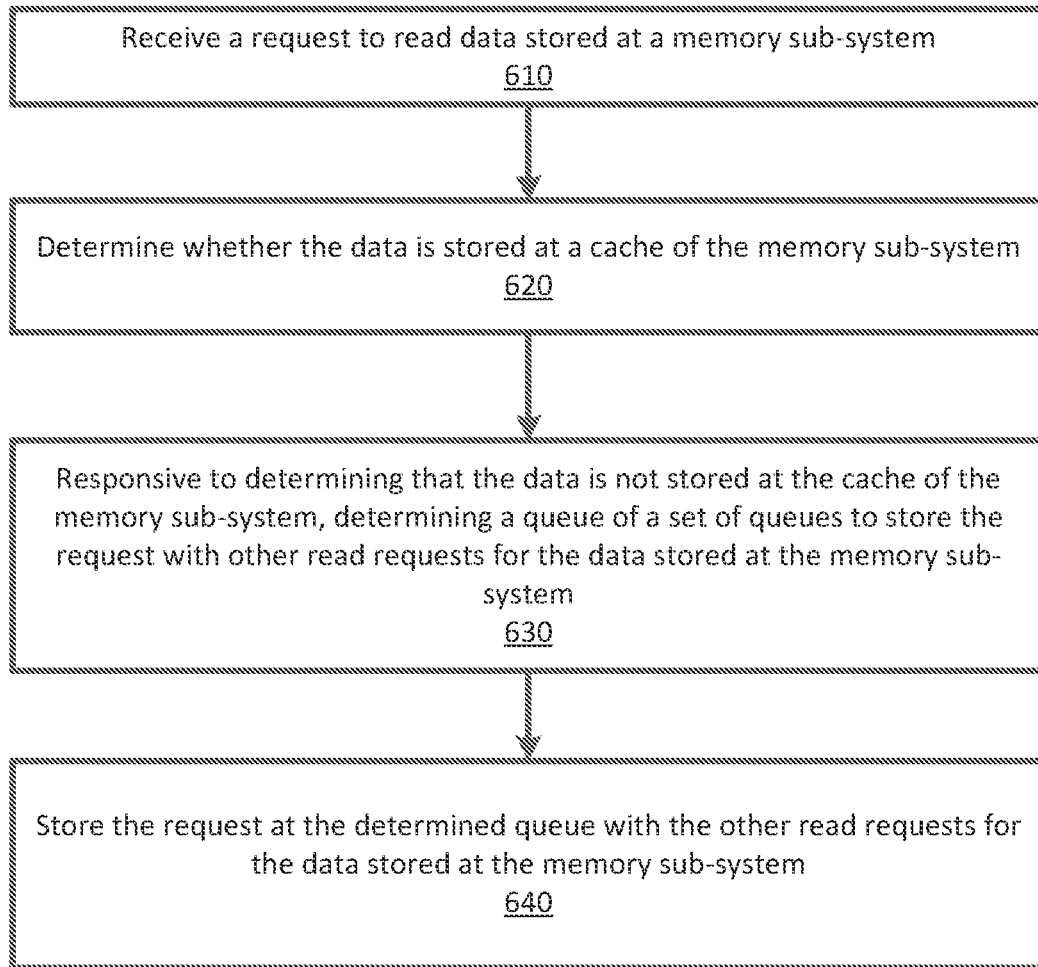 Receive a request to read data stored at a memory sub-system
610
Determine whether the data is stored at a cache of the memory sub-system
620
Responsive to determining that the data is not stored at the cache of the
memory sub-system, determining a queue of a set of queues to store the
request with other read requests for the data stored at the memory sub-
system
630
Store the request at the determined queue with the other read requests for
the data stored at the memory sub-system
640